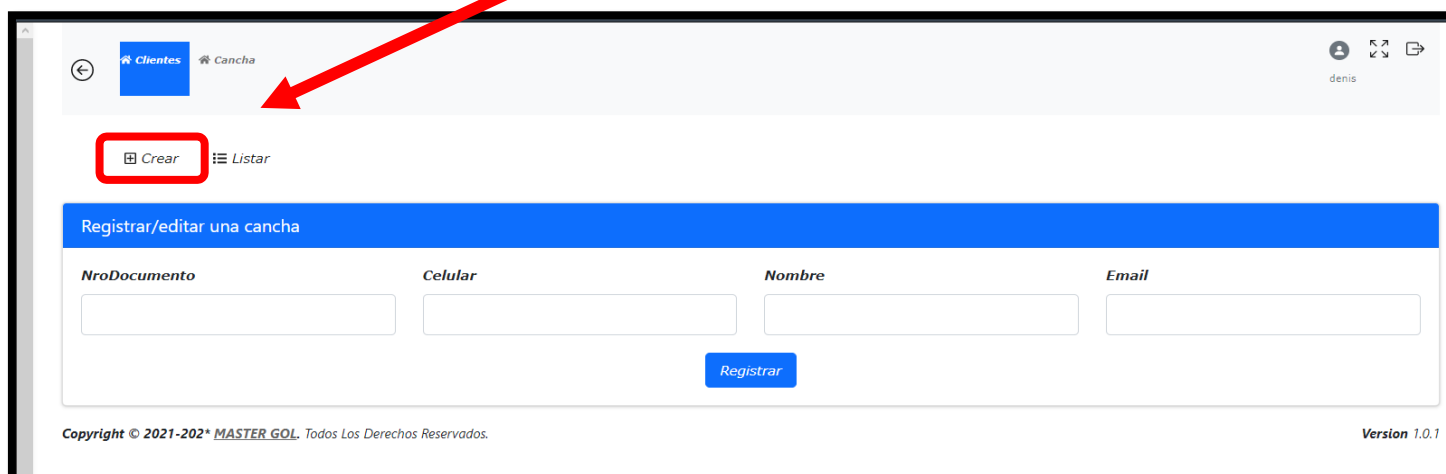 Clientes Cancha
denis
Crear Listar
Registrar/editar una cancha
NroDocumento Celular Nombre Email
Registrar
Copyright © 2021-202* MASTER GOL. Todos Los Derechos Reservados. Version 1.0.1